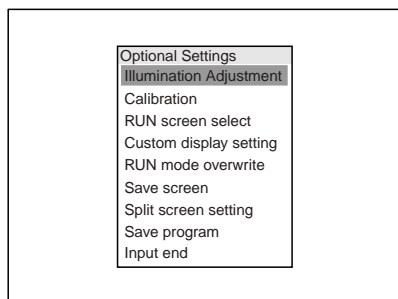 Optional Settings
Illumination Adjustment
Calibration
RUN screen select
Custom display setting
RUN mode overwrite
Save screen
Split screen setting
Save program
Input end